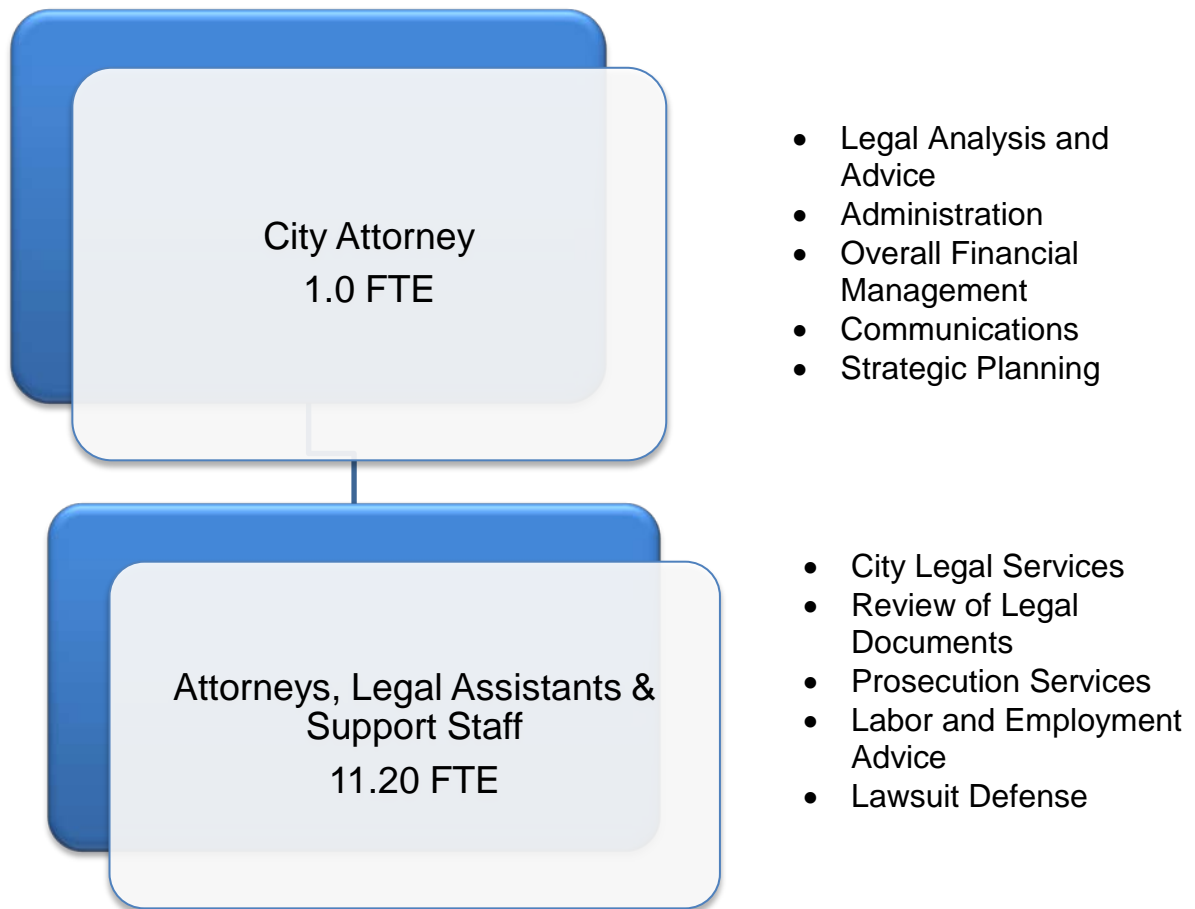 City Attorney
1.0 FTE
• Legal Analysis and
Advice
• Administration
• Overall Financial
Management
• Communications
• Strategic Planning
Attorneys, Legal Assistants &
Support Staff
11.20 FTE
• City Legal Services
• Review of Legal
Documents
• Prosecution Services
• Labor and Employment
Advice
• Lawsuit Defense